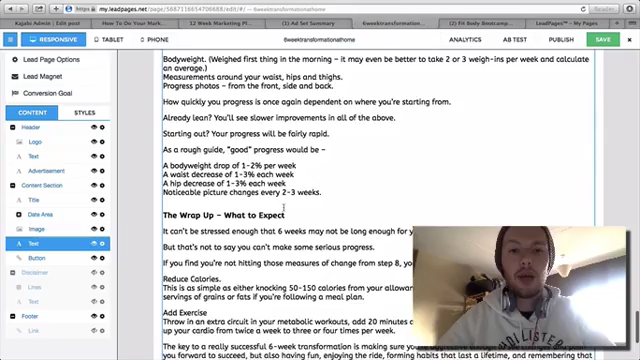 Kajabi Admin
Edit post
How To Do Your Mark
12 Week Marketing Pl
(1) Ad Set Summary
6weektransformationathome
(2) Fit Body Bootcamp
LeadPages™ – My Pages
my.leadpages.net/page/5687116654706688/edit/#/
6weektransformationathome
RESPONSIVE
TABLET
PHONE
6weektransformationathome
ANALYTICS
AB TEST
PUBLISH
SAVE
Lead Page Options
Lead Magnet
Conversion Goal
CONTENT
STYLES
Header
Logo
Text
Advertisement
Content Section
Title
Date Area
Image
Text
Button
Disclaimer
Lines
Text
Footer
Link
Bodyweight. (Weighed first thing in the morning – it may even be better to take 2 or 3 weigh-ins per week and calculate
an average.)
Measurements around your waist, hips and thighs.
Progress photos – from the front, side and back.
How quickly you progress is once again dependent on where you're starting from.
Already lean? You'll see slower improvements in all of the above.
Starting out? Your progress will be fairly rapid.
As a rough guide, "good" progress would be –
A bodyweight drop of 1-2% per week
A waist decrease of 1-3% each week
A hip decrease of 1-3% each week
Noticeable picture changes every 2-3 weeks.
The Wrap Up – What to Expect
It can't be stressed enough that 6 weeks may not be long enough for y
But that's not to say you can't make some serious progress.
If you find you're not hitting those measures of change from step 8, yo
Reduce Calories.
This is as simple as either knocking 50-150 calories from your allowan
servings of grains or fats if you're following a meal plan.
Add Exercise
Throw in an extra circuit in your metabolic workouts, add 20 minutes
up your cardio from twice a week to three or four times per week.
The key to a really successful 6-week transformation is making sure
you forward to succeed, but also having fun, enjoying the ride, forming habits that last a lifetime, and remembering that
HOLLISTER